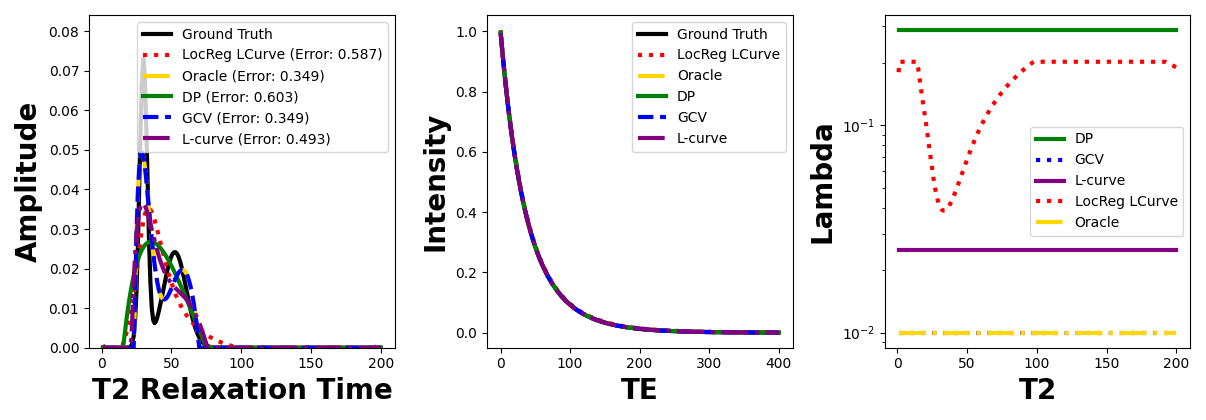 Amplitude
0.08
0.07
0.06
0.05
0.04
0.03
0.02
0.01
0.00
0 50 100 150 200
T2 Relaxation Time
Ground Truth
LocReg LCurve (Error: 0.587)
Oracle (Error: 0.349)
DP (Error: 0.603)
GCV (Error: 0.349)
L-curve (Error: 0.493)
Intensity
1.0
0.8
0.6
0.4
0.2
0.0
0 100 200 300 400
TE
Ground Truth
LocReg LCurve
Oracle
DP
GCV
L-curve
Lambda
10⁻¹
10⁻²
0 50 100 150 200
T2
DP
GCV
L-curve
LocReg LCurve
Oracle